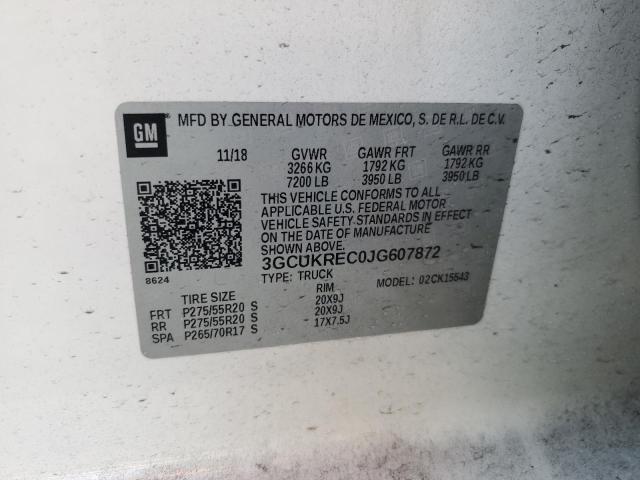 GM
MFD BY GENERAL MOTORS DE MEXICO, S. DE R.L. DE C.V.
11/18 GVWR GAWR FRT GAWR RR
3266 KG 1792 KG 1792 KG
7200 LB 3950 LB 3950 LB
THIS VEHICLE CONFORMS TO ALL
APPLICABLE U.S. FEDERAL MOTOR
VEHICLE SAFETY STANDARDS IN EFFECT
ON THE DATE OF MANUFACTURE
SHOWN ABOVE.
3GCUKREC0JG607872
8624
TYPE: TRUCK
MODEL: 02CK15543
TIRE SIZE RIM
FRT P275/55R20 S 20X9J
RR P275/55R20 S 20X9J
SPA P265/70R17 S 17X7.5J